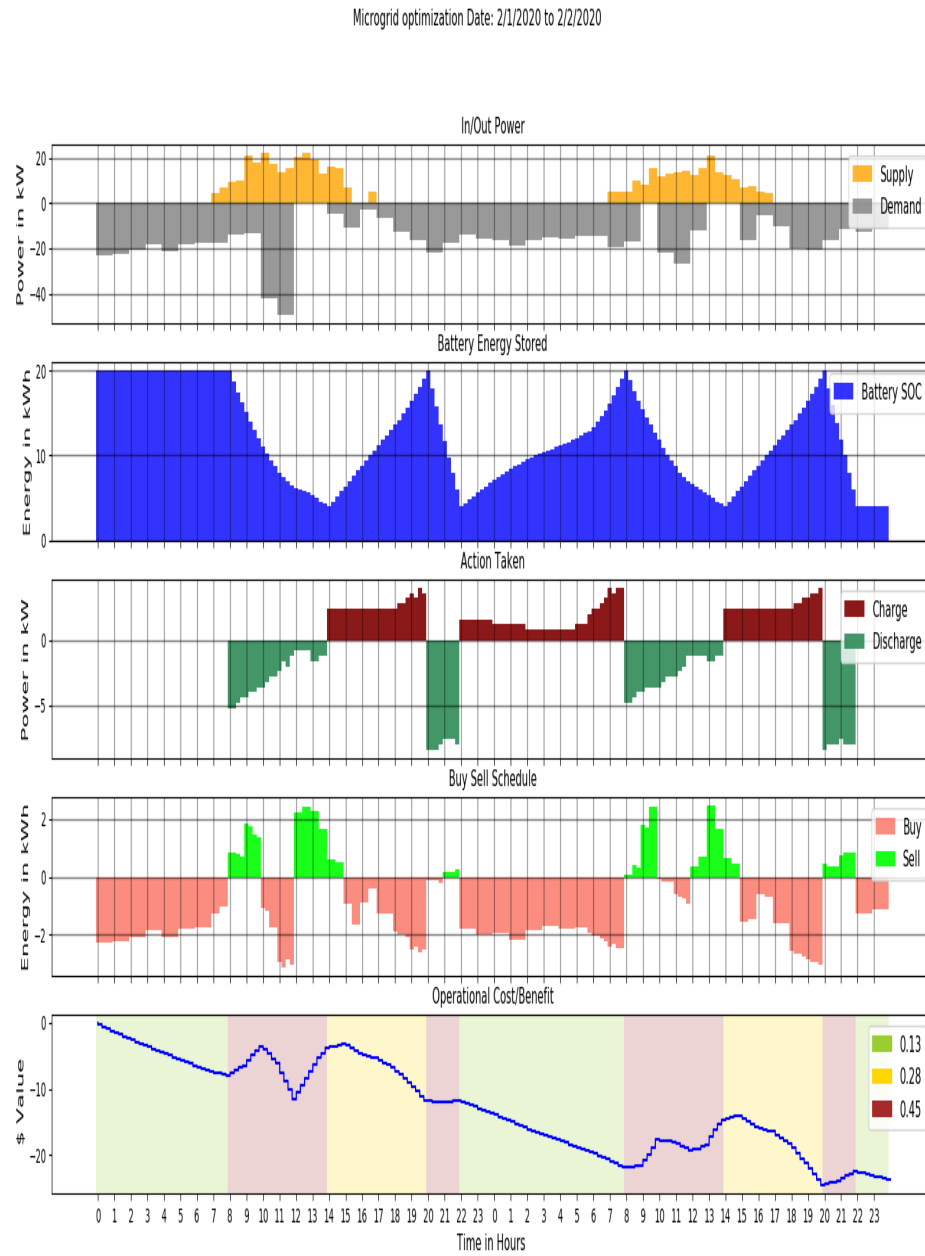 Microgrid optimization Date: 2/1/2020 to 2/2/2020
In/Out Power
Power in kW
20
0
−20
−40
Supply
Demand
Battery Energy Stored
Energy in kWh
20
10
0
Battery SOC
Action Taken
Power in kW
0
−5
Charge
Discharge
Buy Sell Schedule
Energy in kWh
2
0
−2
Buy
Sell
Operational Cost/Benefit
$ Value
0
−10
−20
0.13
0.28
0.45
0 1 2 3 4 5 6 7 8 9 10 11 12 13 14 15 16 17 18 19 20 21 22 23 0 1 2 3 4 5 6 7 8 9 10 11 12 13 14 15 16 17 18 19 20 21 22 23
Time in Hours